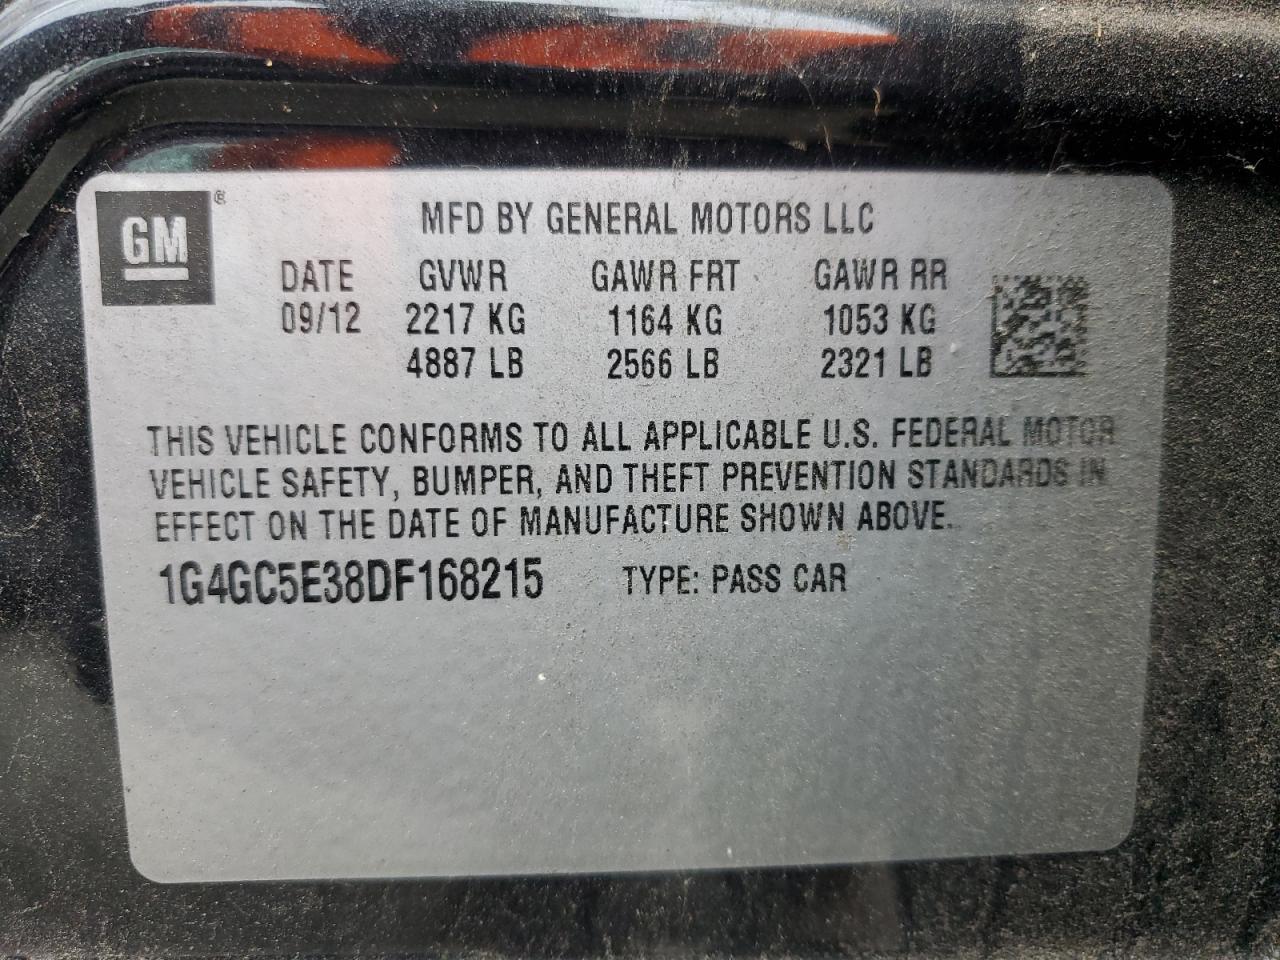 GM ®
MFD BY GENERAL MOTORS LLC
DATE GVWR GAWR FRT GAWR RR
09/12 2217 KG 1164 KG 1053 KG
4887 LB 2566 LB 2321 LB
THIS VEHICLE CONFORMS TO ALL APPLICABLE U.S. FEDERAL MOTOR
VEHICLE SAFETY, BUMPER, AND THEFT PREVENTION STANDARDS IN
EFFECT ON THE DATE OF MANUFACTURE SHOWN ABOVE.
1G4GC5E38DF168215 TYPE: PASS CAR